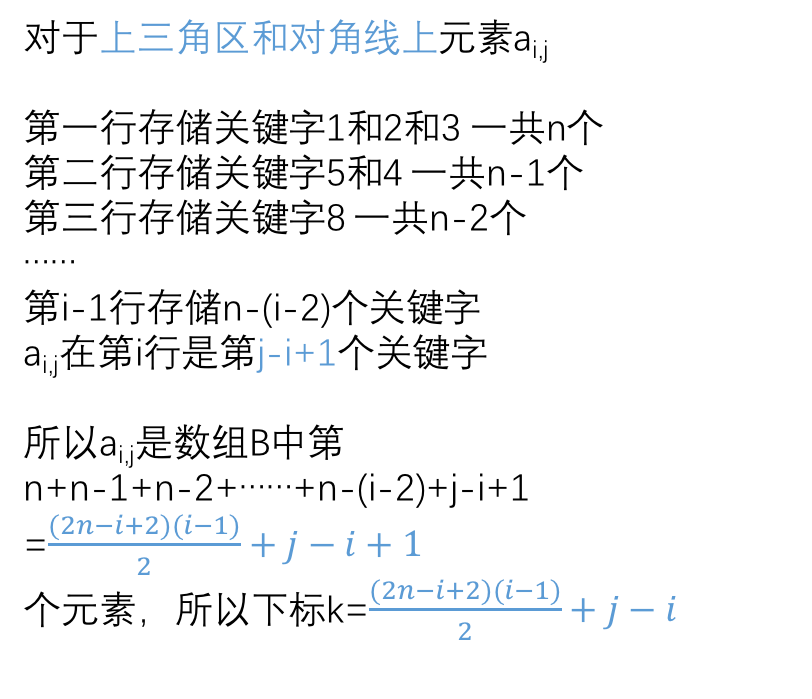 对于上三角区和对角线上元素a_{i,j}
第一行存储关键字1和2和3 一共n个
第二行存储关键字5和4 一共n-1个
第三行存储关键字8 一共n-2个
……
第i-1行存储n-(i-2)个关键字
a_{i,j}在第i行是第j-i+1个关键字
所以a_{i,j}是数组B中第
n+n-1+n-2+……+n-(i-2)+j-i+1
=\frac{(2n-i+2)(i-1)}{2}+j-i+1
个元素，所以下标k=\frac{(2n-i+2)(i-1)}{2}+j-i